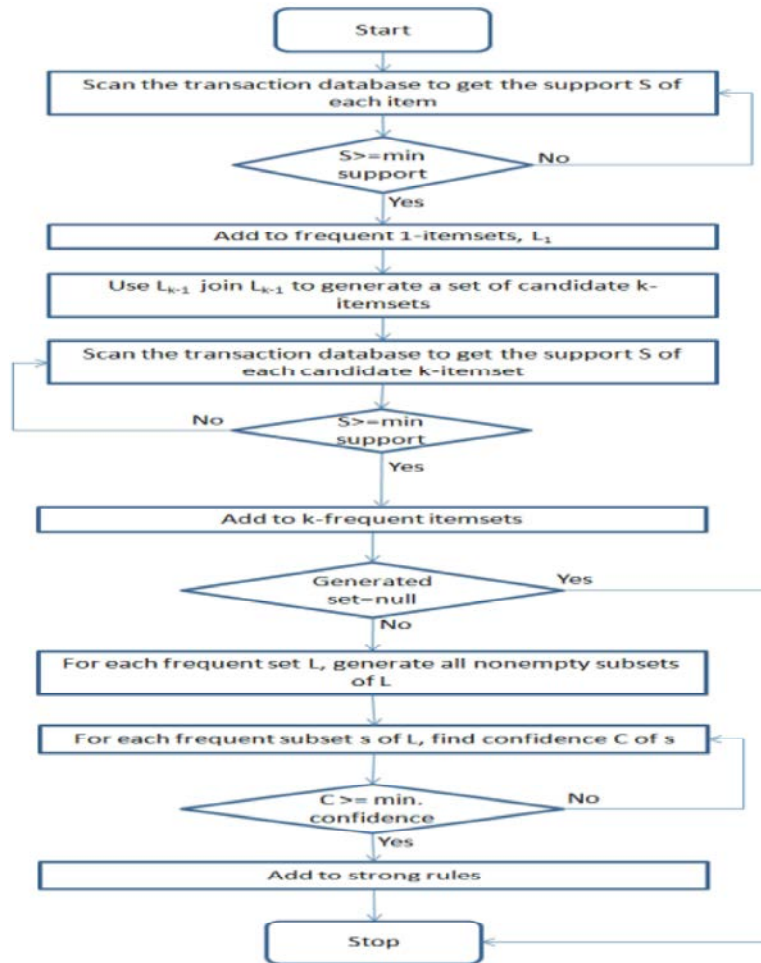 Start
Scan the transaction database to get the support S of
each item
S>=min
support
No
Yes
Add to frequent 1-itemsets, L₁
Use Lₖ₋₁ join Lₖ₋₁ to generate a set of candidate k-
itemsets
Scan the transaction database to get the support S of
each candidate k-itemset
No
S>=min
support
Yes
Add to k-frequent itemsets
Generated
set=null
Yes
No
For each frequent set L, generate all nonempty subsets
of L
For each frequent subset s of L, find confidence C of s
C >= min.
confidence
No
Yes
Add to strong rules
Stop